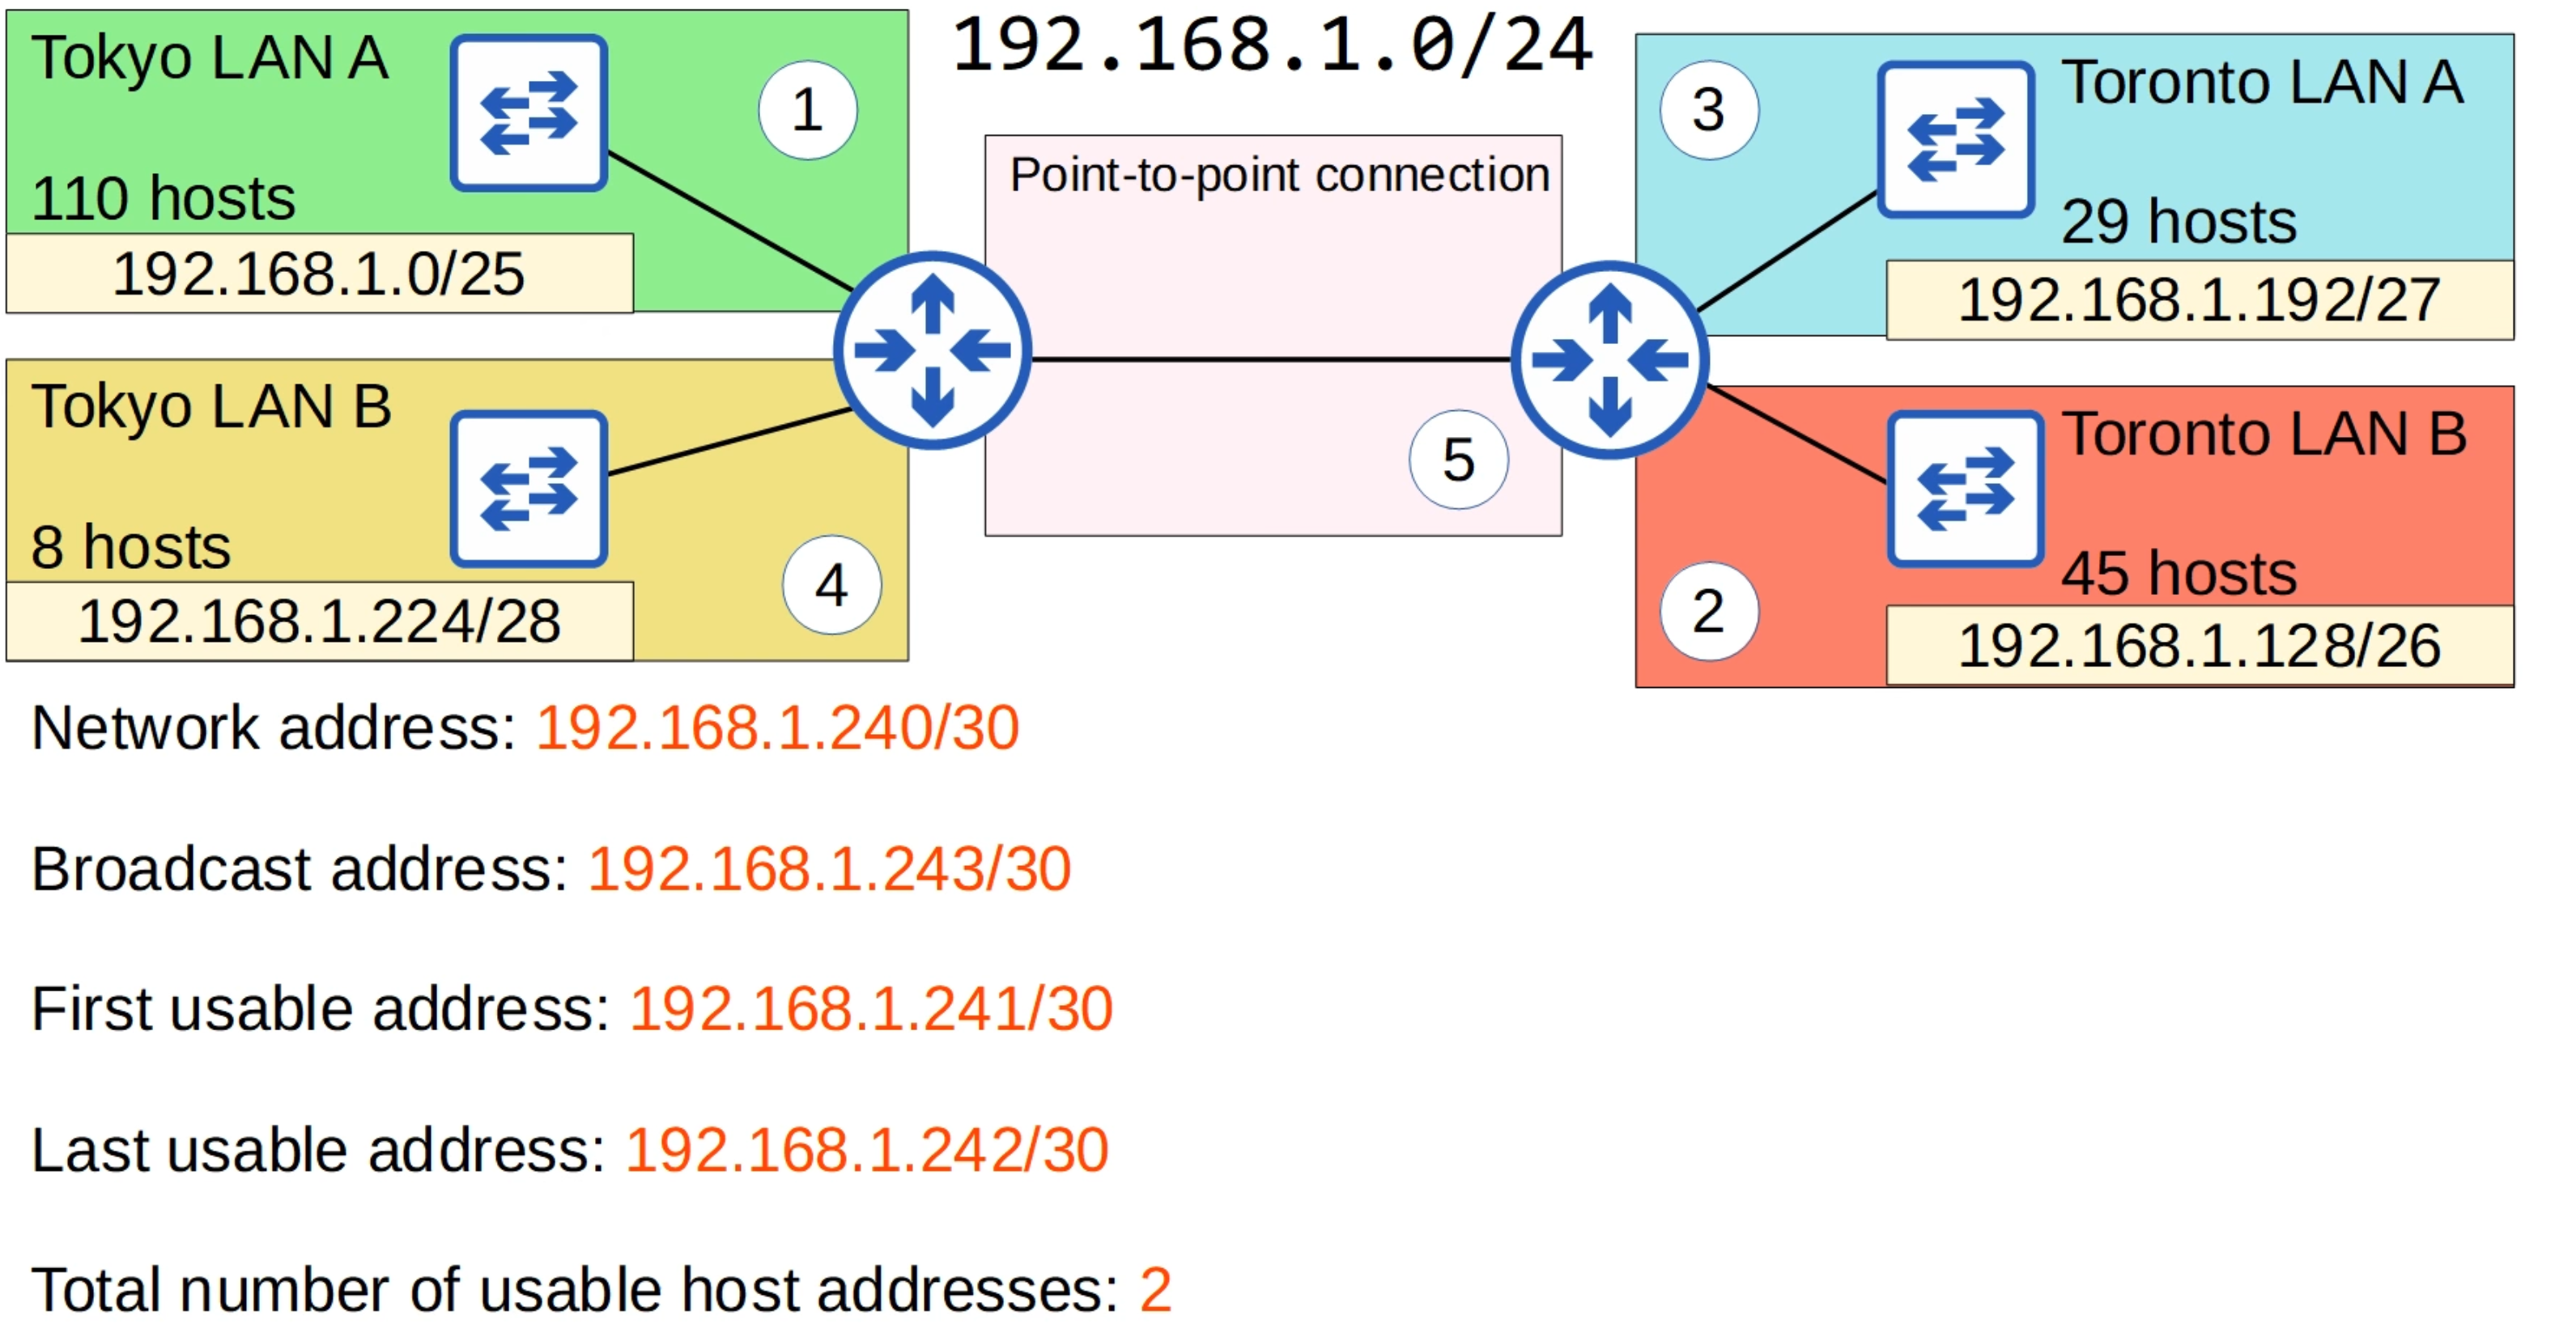 Tokyo LAN A
1
110 hosts
192.168.1.0/25
192.168.1.0/24
Point-to-point connection
5
3
Toronto LAN A
29 hosts
192.168.1.192/27
Tokyo LAN B
8 hosts
4
192.168.1.224/28
Toronto LAN B
45 hosts
2
192.168.1.128/26
Network address: 192.168.1.240/30
Broadcast address: 192.168.1.243/30
First usable address: 192.168.1.241/30
Last usable address: 192.168.1.242/30
Total number of usable host addresses: 2